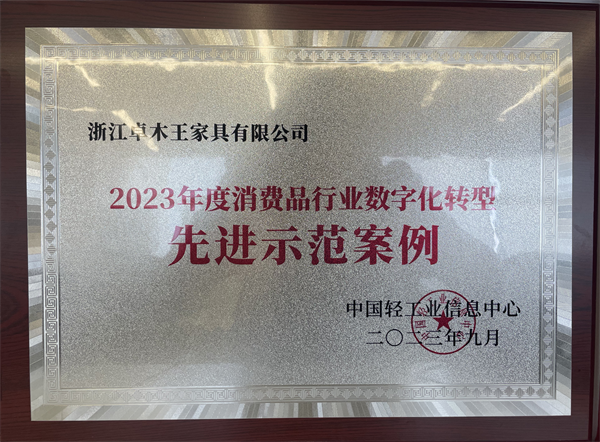 浙江卓木王家具有限公司
2023年度消费品行业数字化转型
先进示范案例
中国轻工业信息中心
二〇二三年九月